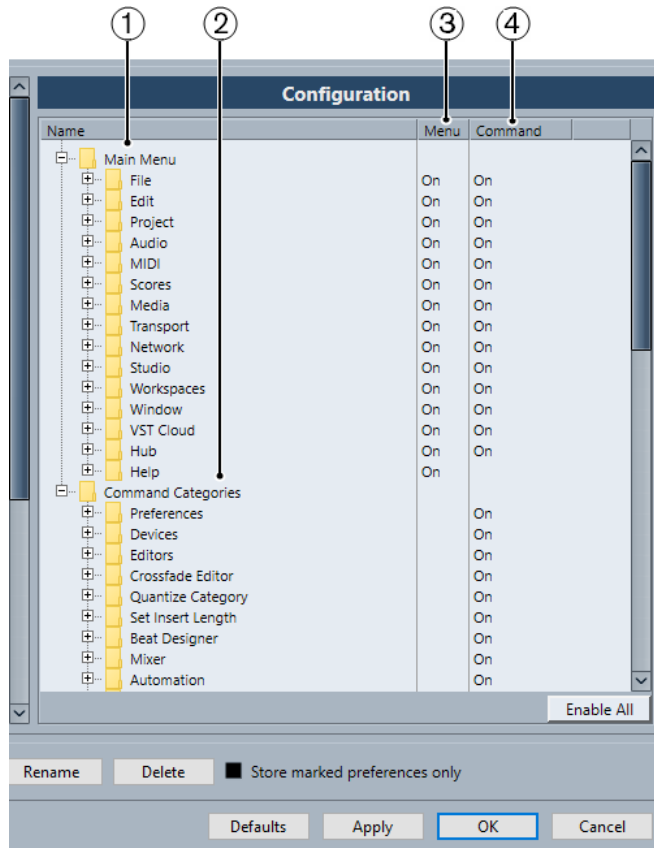 1 2 3 4
Configuration
Name Menu Command
Main Menu
File On On
Edit On On
Project On On
Audio On On
MIDI On On
Scores On On
Media On On
Transport On On
Network On On
Studio On On
Workspaces On On
Window On On
VST Cloud On On
Hub On On
Help On
Command Categories
Preferences On
Devices On
Editors On
Crossfade Editor On
Quantize Category On
Set Insert Length On
Beat Designer On
Mixer On
Automation On
Enable All
Rename Delete Store marked preferences only
Defaults Apply OK Cancel